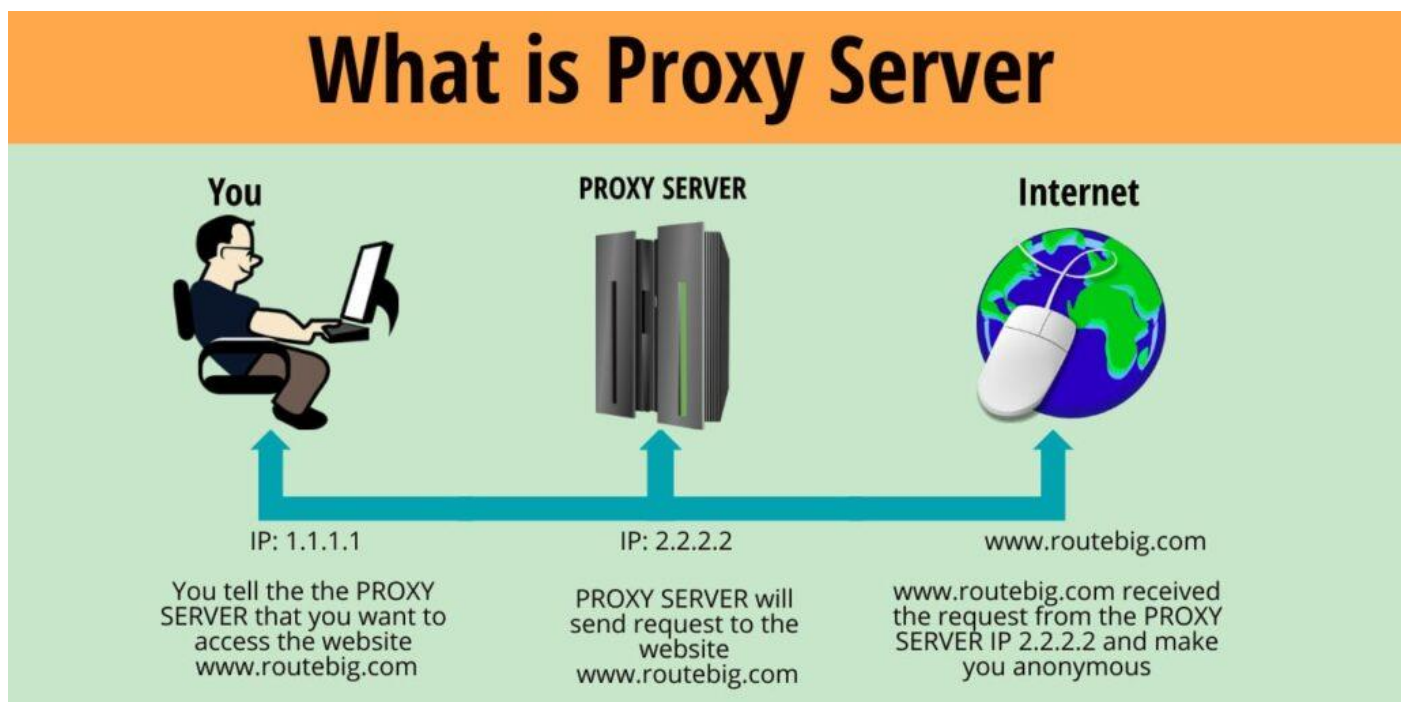 What is Proxy Server
You
PROXY SERVER
Internet
IP: 1.1.1.1
IP: 2.2.2.2
www.routebig.com
You tell the the PROXY
SERVER that you want to
access the website
www.routebig.com
PROXY SERVER will
send request to the
website
www.routebig.com
www.routebig.com received
the request from the PROXY
SERVER IP 2.2.2.2 and make
you anonymous